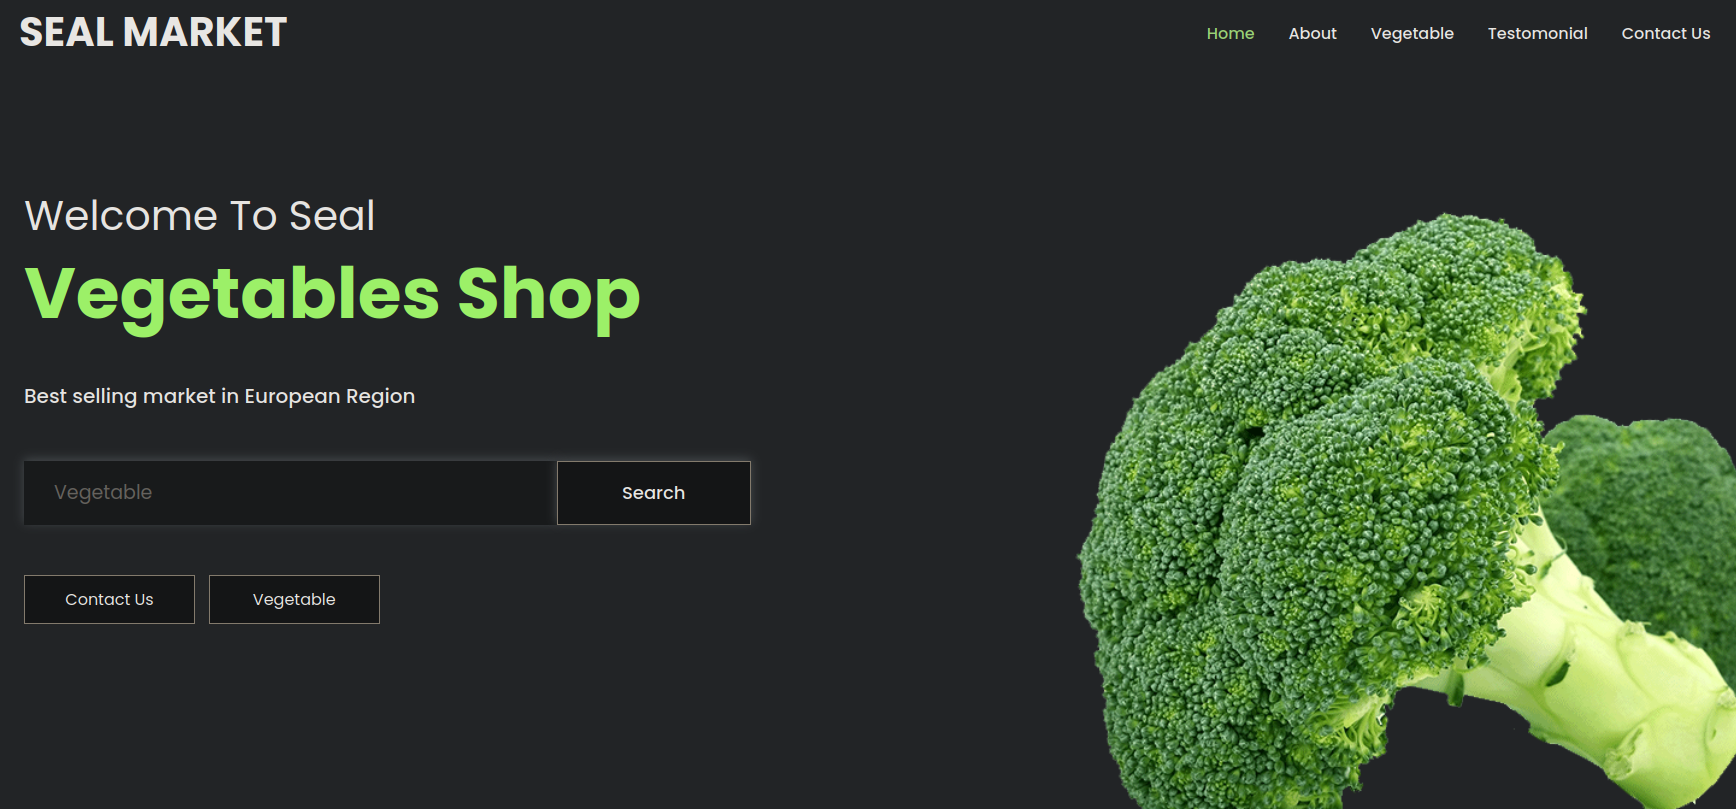 SEAL MARKET
Home About Vegetable Testomonial Contact Us
Welcome To Seal
Vegetables Shop
Best selling market in European Region
Vegetable Search
Contact Us Vegetable